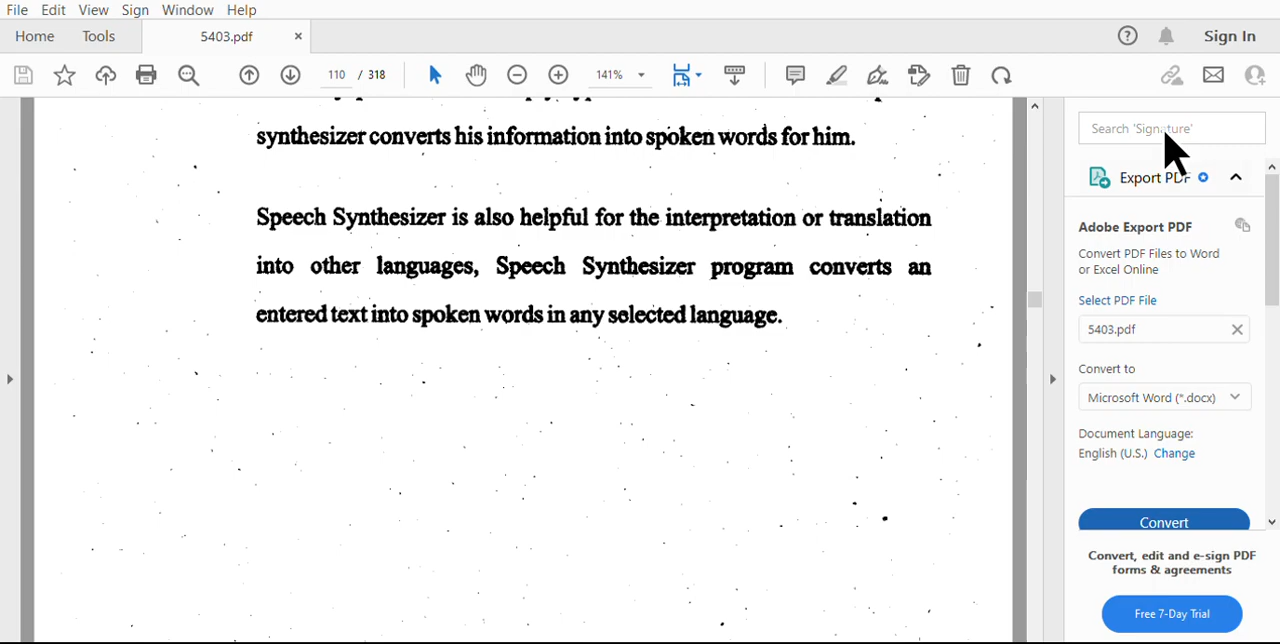 File Edit View Sign Window Help
Home Tools 5403.pdf × Sign In
110 / 318 141%
synthesizer converts his information into spoken words for him.
Speech Synthesizer is also helpful for the interpretation or translation
into other languages, Speech Synthesizer program converts an
entered text into spoken words in any selected language.
Search 'Signature'
Export PDF
Adobe Export PDF
Convert PDF Files to Word
or Excel Online
Select PDF File
5403.pdf
Convert to
Microsoft Word (*.docx)
Document Language:
English (U.S.) Change
Convert
Convert, edit and e-sign PDF
forms & agreements
Free 7-Day Trial